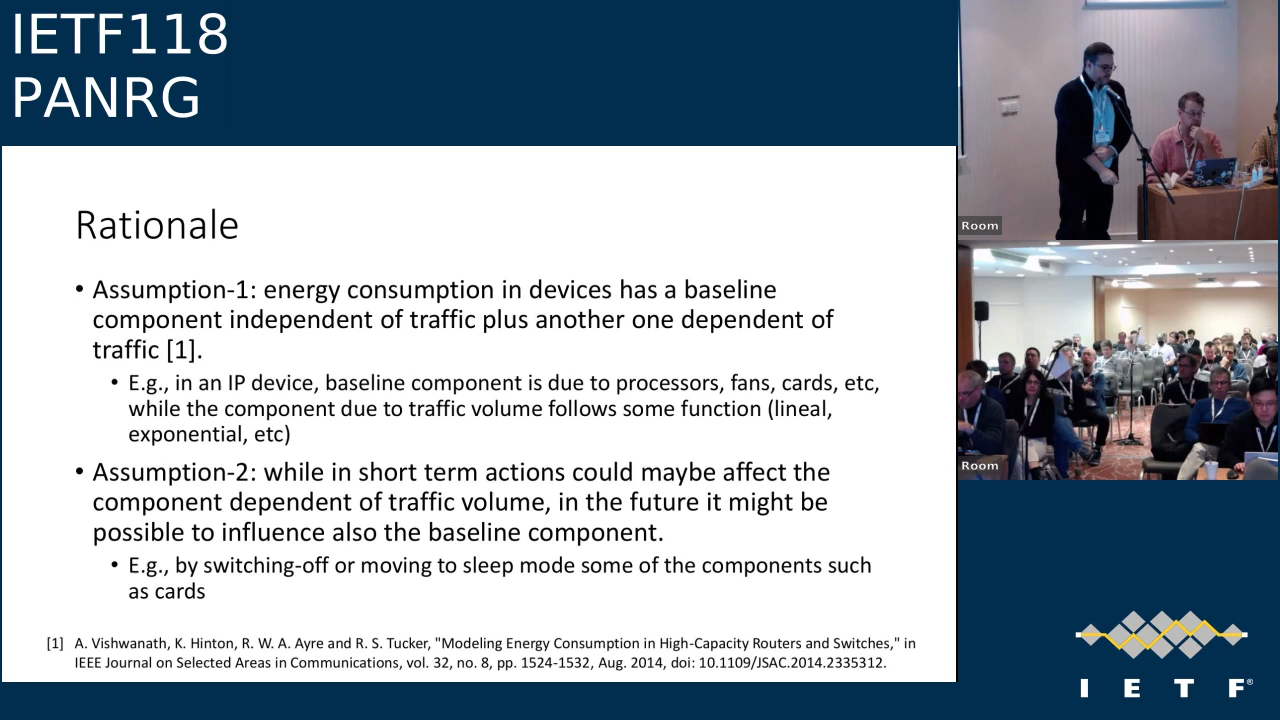 IETF118
PANRG
Rationale
• Assumption-1: energy consumption in devices has a baseline
component independent of traffic plus another one dependent of
traffic [1].
• E.g., in an IP device, baseline component is due to processors, fans, cards, etc,
while the component due to traffic volume follows some function (lineal,
exponential, etc)
• Assumption-2: while in short term actions could maybe affect the
component dependent of traffic volume, in the future it might be
possible to influence also the baseline component.
• E.g., by switching-off or moving to sleep mode some of the components such
as cards
[1] A. Vishwanath, K. Hinton, R. W. A. Ayre and R. S. Tucker, "Modeling Energy Consumption in High-Capacity Routers and Switches," in
IEEE Journal on Selected Areas in Communications, vol. 32, no. 8, pp. 1524-1532, Aug. 2014, doi: 10.1109/JSAC.2014.2335312.
Room
Room
I E T F®